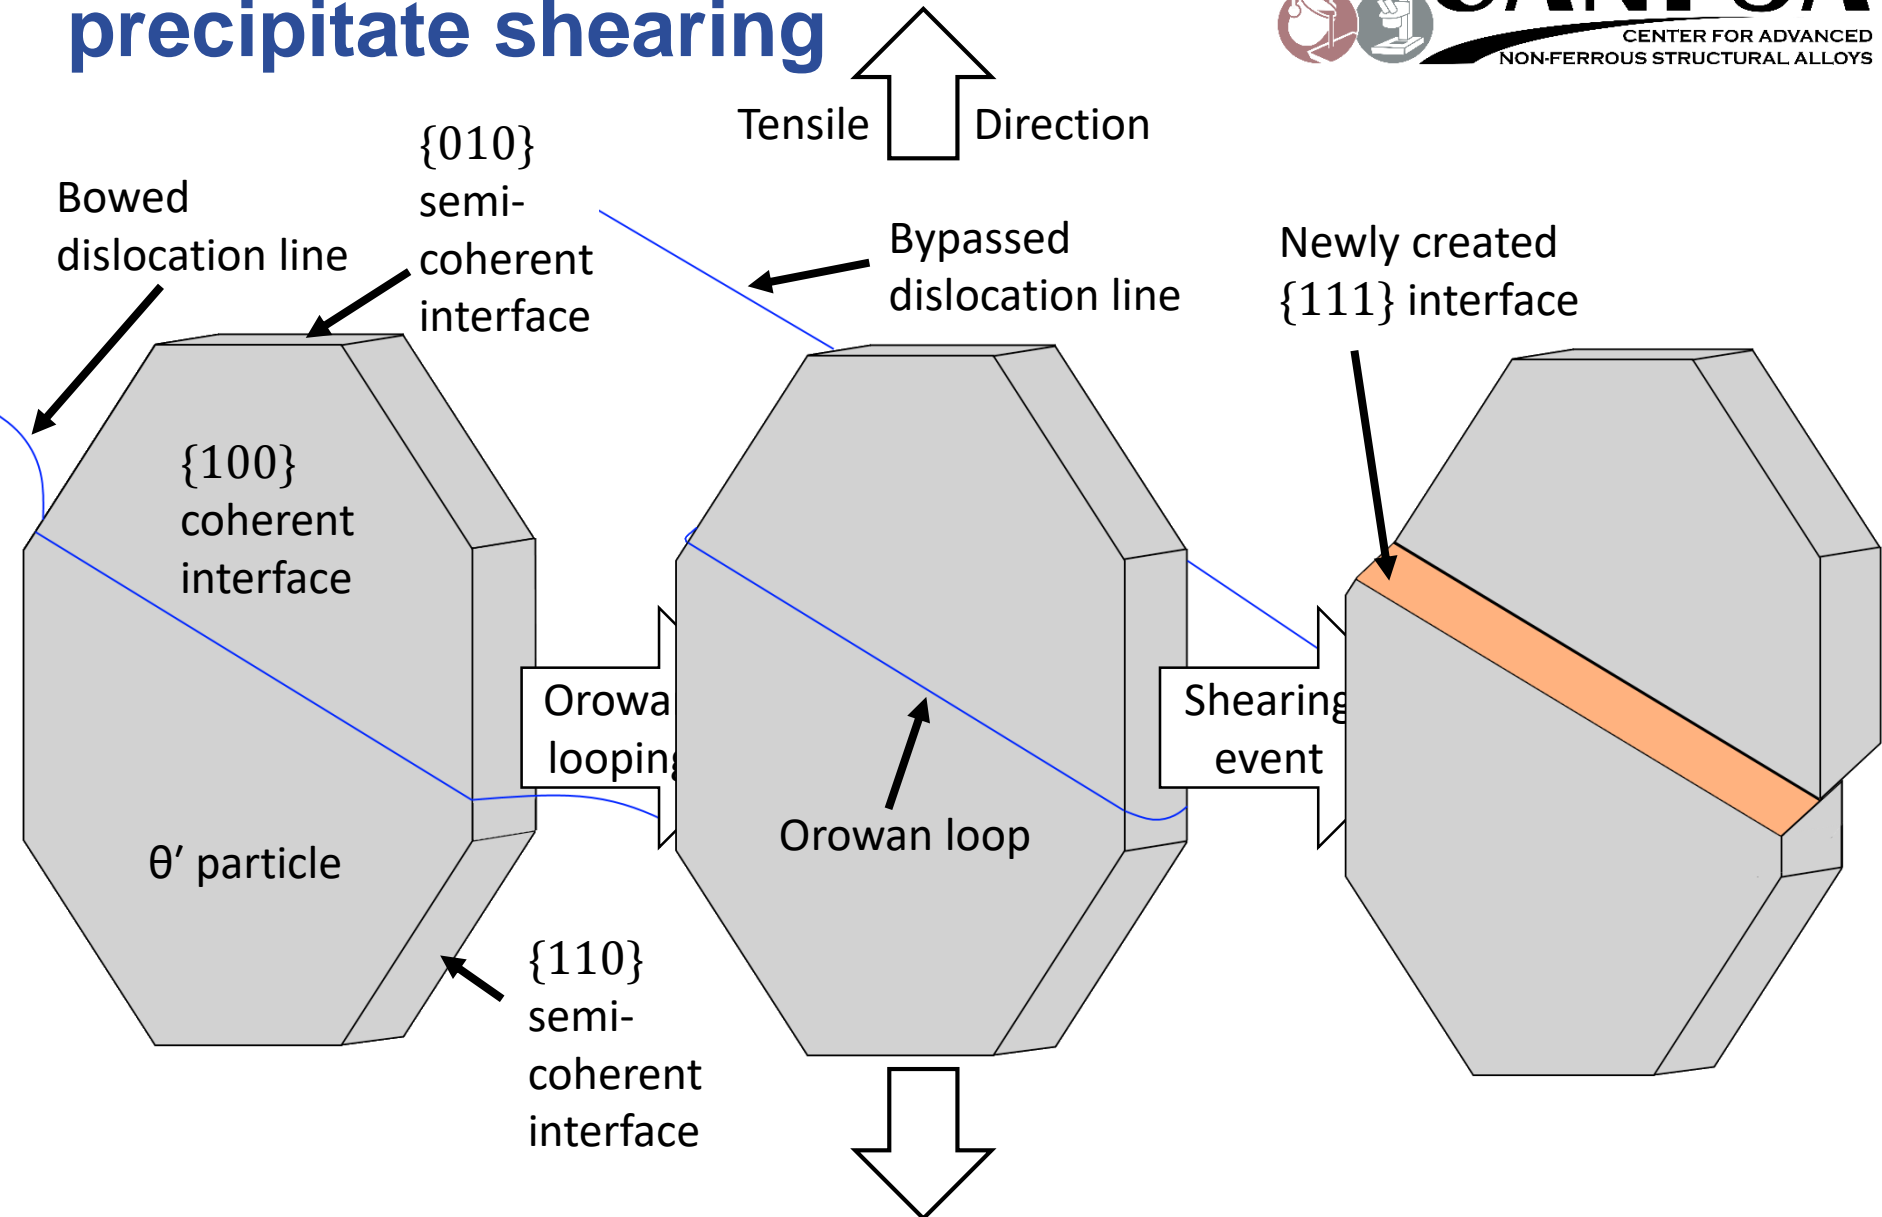 precipitate shearing
CENTER FOR ADVANCED
NON-FERROUS STRUCTURAL ALLOYS
Tensile Direction
{010}
semi-
coherent
interface
Bowed
dislocation line
Bypassed
dislocation line
Newly created
{111} interface
{100}
coherent
interface
Orowa
looping
Shearing
event
Orowan loop
θ′ particle
{110}
semi-
coherent
interface